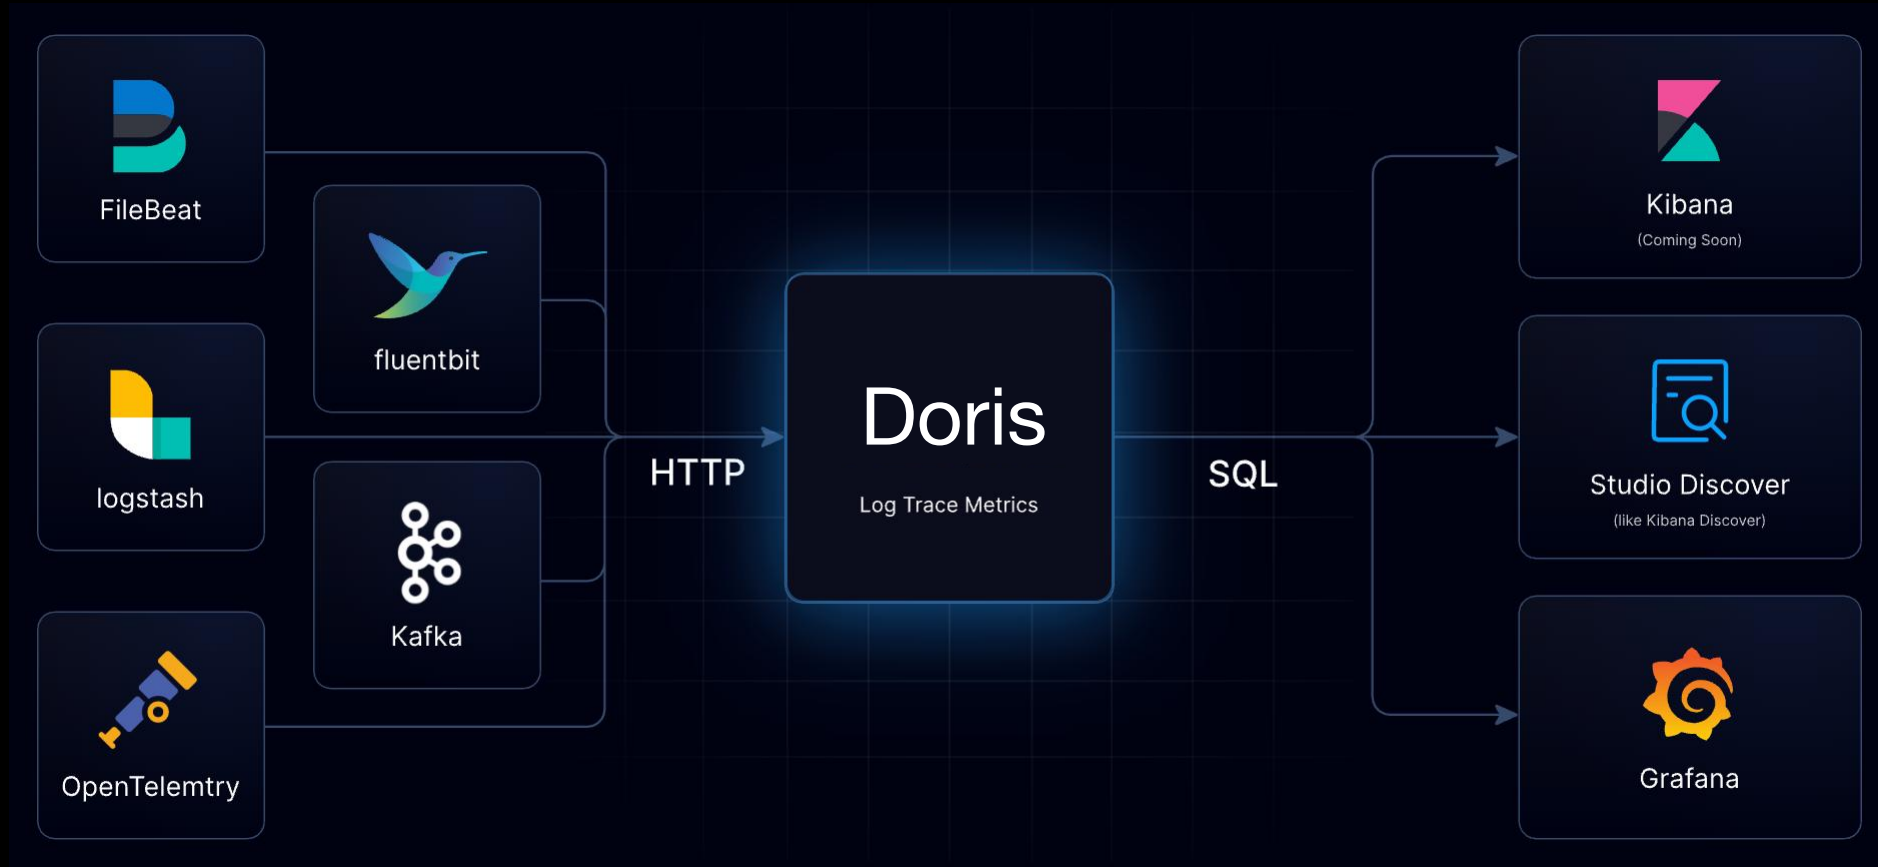 FileBeat
fluentbit
logstash
Kafka
OpenTelemtry
HTTP
Doris
Log Trace Metrics
SQL
Kibana
(Coming Soon)
Studio Discover
(like Kibana Discover)
Grafana